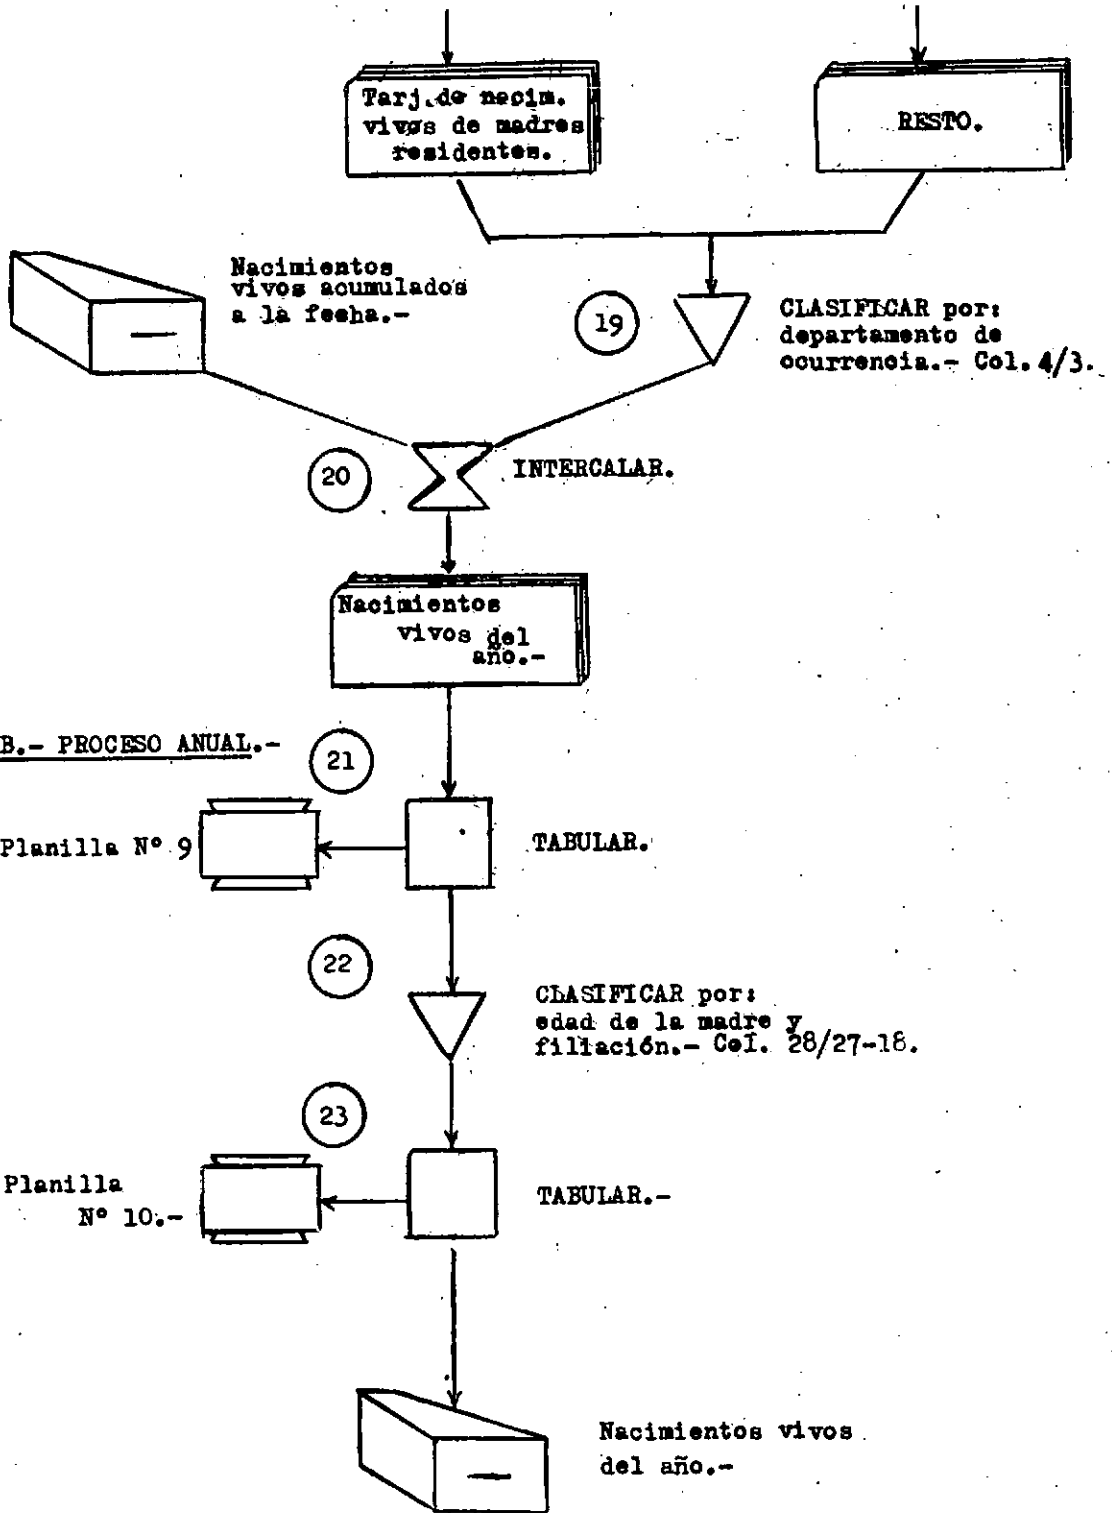 Tarj. de nacim.
vivos de madres
residentes.
RESTO.
Nacimientos
vivos acumulados
a la fecha.-
19
CLASIFICAR por:
departamento de
ocurrencia.- Col. 4/3.
20
INTERCALAR.
Nacimientos
vivos del
año.-
B.- PROCESO ANUAL.-
21
Planilla Nº 9
TABULAR.
22
CLASIFICAR por:
edad de la madre y
filiación.- Col. 28/27-18.
23
Planilla
Nº 10.-
TABULAR.-
Nacimientos vivos
del año.-